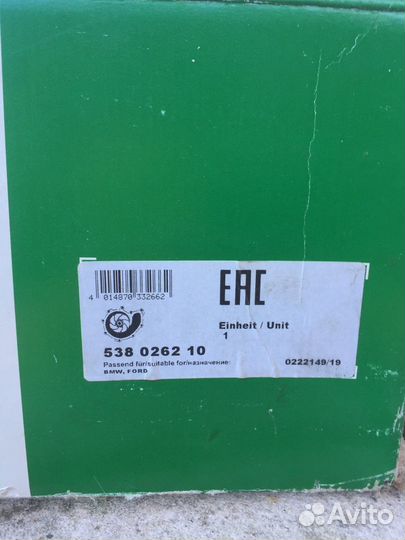 EAC
4 014870 332662
Einheit / Unit
1
538 0262 10
Passend für/suitable for/назначение: 0222149/19
BMW, FORD
Avito